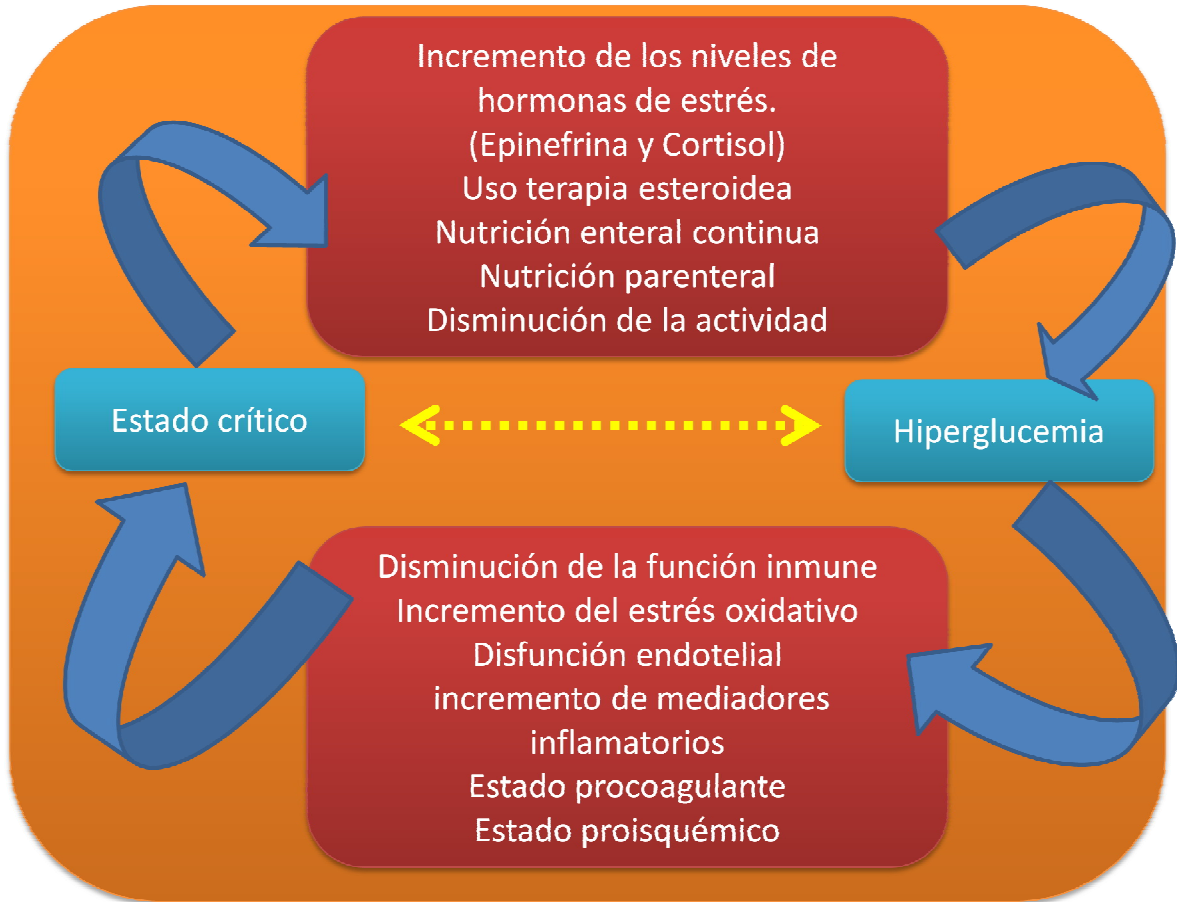 Incremento de los niveles de
hormonas de estrés.
(Epinefrina y Cortisol)
Uso terapia esteroidea
Nutrición enteral continua
Nutrición parenteral
Disminución de la actividad
Estado crítico
Hiperglucemia
Disminución de la función inmune
Incremento del estrés oxidativo
Disfunción endotelial
incremento de mediadores
inflamatorios
Estado procoagulante
Estado proisquémico